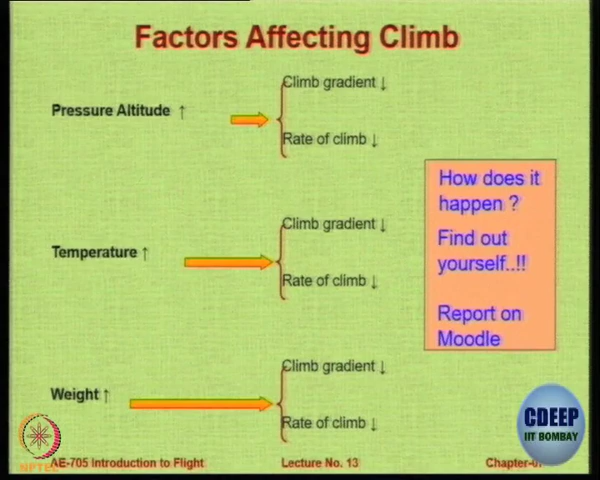 Factors Affecting Climb
Climb gradient ↓
Pressure Altitude ↑
Rate of climb ↓
How does it
happen ?
Find out
yourself..!!
Report on
Moodle
Climb gradient ↓
Temperature ↑
Rate of climb ↓
Climb gradient ↓
Weight ↑
Rate of climb ↓
CDEEP
IIT BOMBAY
NPTEL
AE-705 Introduction to Flight
Lecture No. 13
Chapter-0